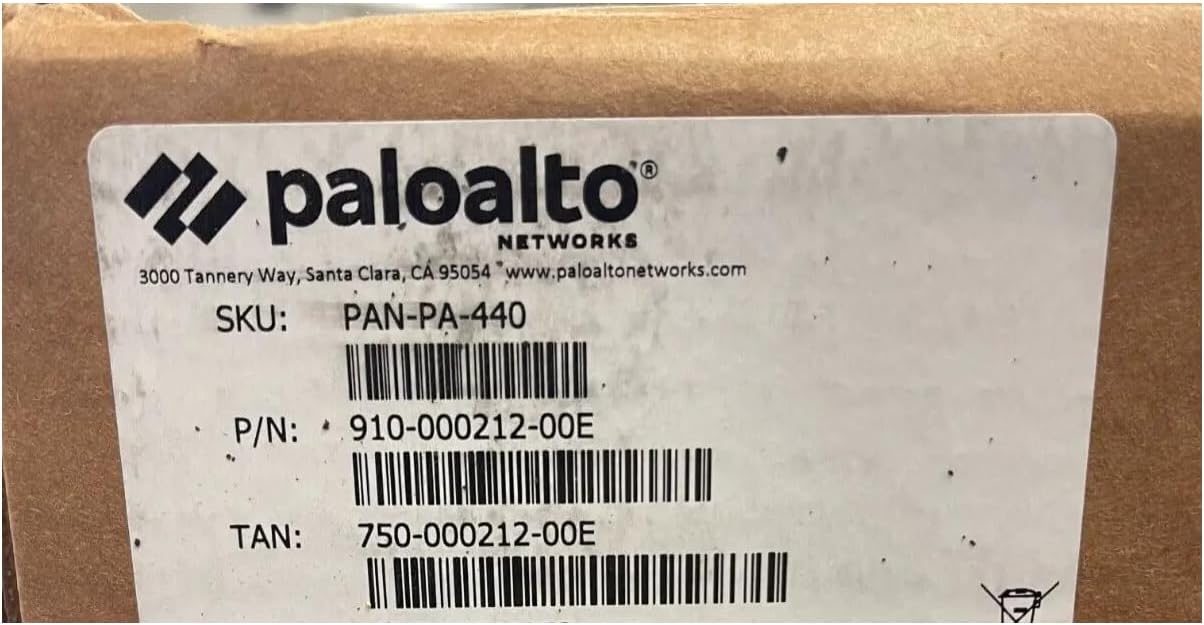 paloalto®
NETWORKS
3000 Tannery Way, Santa Clara, CA 95054 www.paloaltonetworks.com
SKU: PAN-PA-440
P/N: 910-000212-00E
TAN: 750-000212-00E